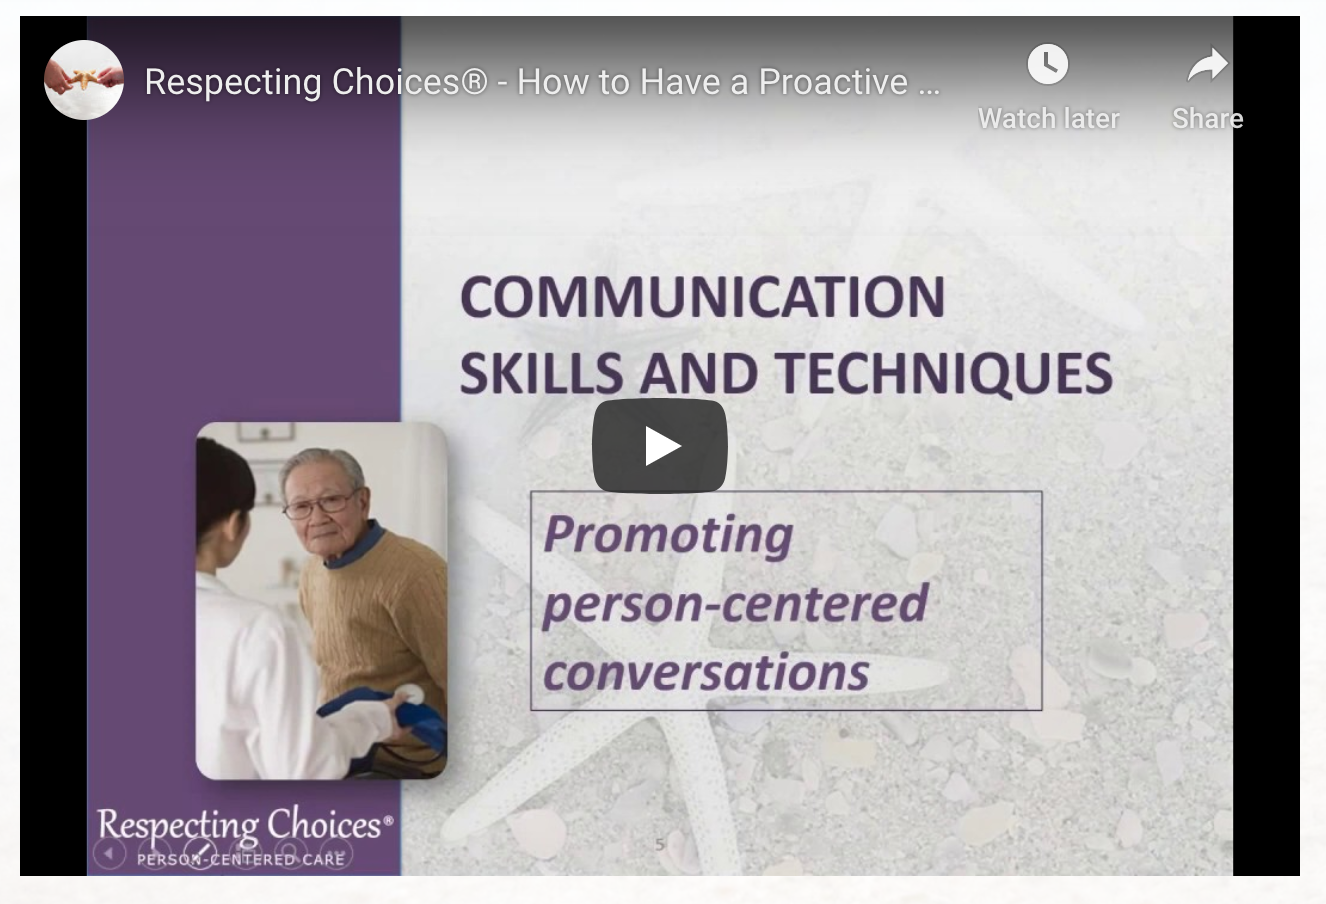 Respecting Choices® - How to Have a Proactive ...
Watch later
Share
COMMUNICATION
SKILLS AND TECHNIQUES
Promoting
person-centered
conversations
Respecting Choices®
PERSON-CENTERED CARE
5